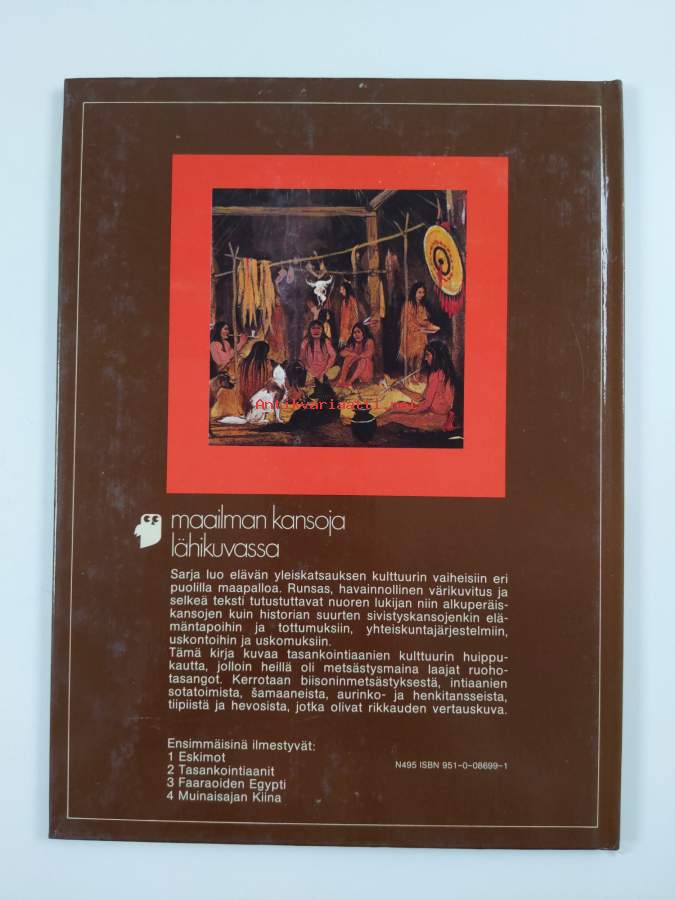 Antikvariaatti.net
maailman kansoja
lähikuvassa
Sarja luo elävän yleiskatsauksen kulttuurin vaiheisiin eri
puolilla maapalloa. Runsas, havainnollinen värikuvitus ja
selkeä teksti tutustuttavat nuoren lukijan niin alkuperäis-
kansojen kuin historian suurten sivistyskansojenkin elä-
mäntapoihin ja tottumuksiin, yhteiskuntajärjestelmiin,
uskontoihin ja uskomuksiin.
Tämä kirja kuvaa tasankointiaanien kulttuurin huippu-
kautta, jolloin heillä oli metsästysmaina laajat ruoho-
tasangot. Kerrotaan biisoninmetsästyksestä, intiaanien
sotatoimista, šamaaneista, aurinko- ja henkitansseista,
tiipiistä ja hevosista, jotka olivat rikkauden vertauskuva.
Ensimmäisinä ilmestyvät:
1 Eskimot
2 Tasankointiaanit
3 Faaraoiden Egypti
4 Muinaisajan Kiina
N495 ISBN 951-0-08699-1